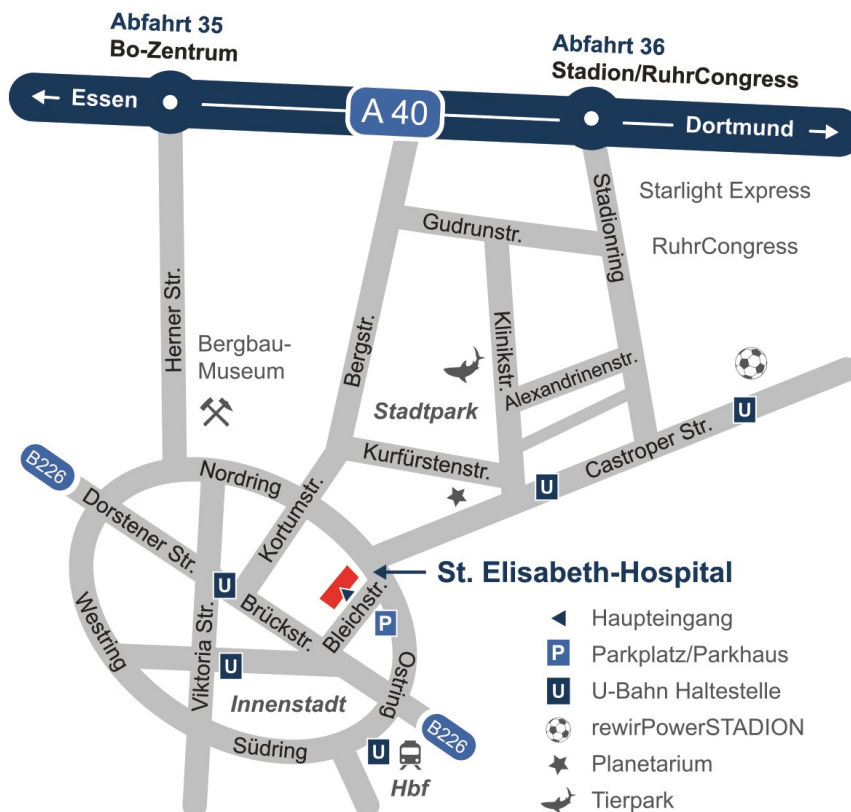 Abfahrt 35
Bo-Zentrum
Abfahrt 36
Stadion/RuhrCongress
Essen
A 40
Dortmund
Starlight Express
RuhrCongress
Gudrunstr.
Stadionring
Herner Str.
Bergstr.
Klinikstr.
Bergbau-
Museum
Alexandrinenstr.
Stadtpark
U
Castroper Str.
Kurfürstenstr.
U
B226
Nordring
Dorstener Str.
Kortumstr.
St. Elisabeth-Hospital
U
Brückstr.
Bleichstr.
P
Westring
Viktoria Str.
U
Innenstadt
Ostring
B226
Südring
U
Hbf
Haupteingang
P Parkplatz/Parkhaus
U U-Bahn Haltestelle
rewirPowerSTADION
Planetarium
Tierpark